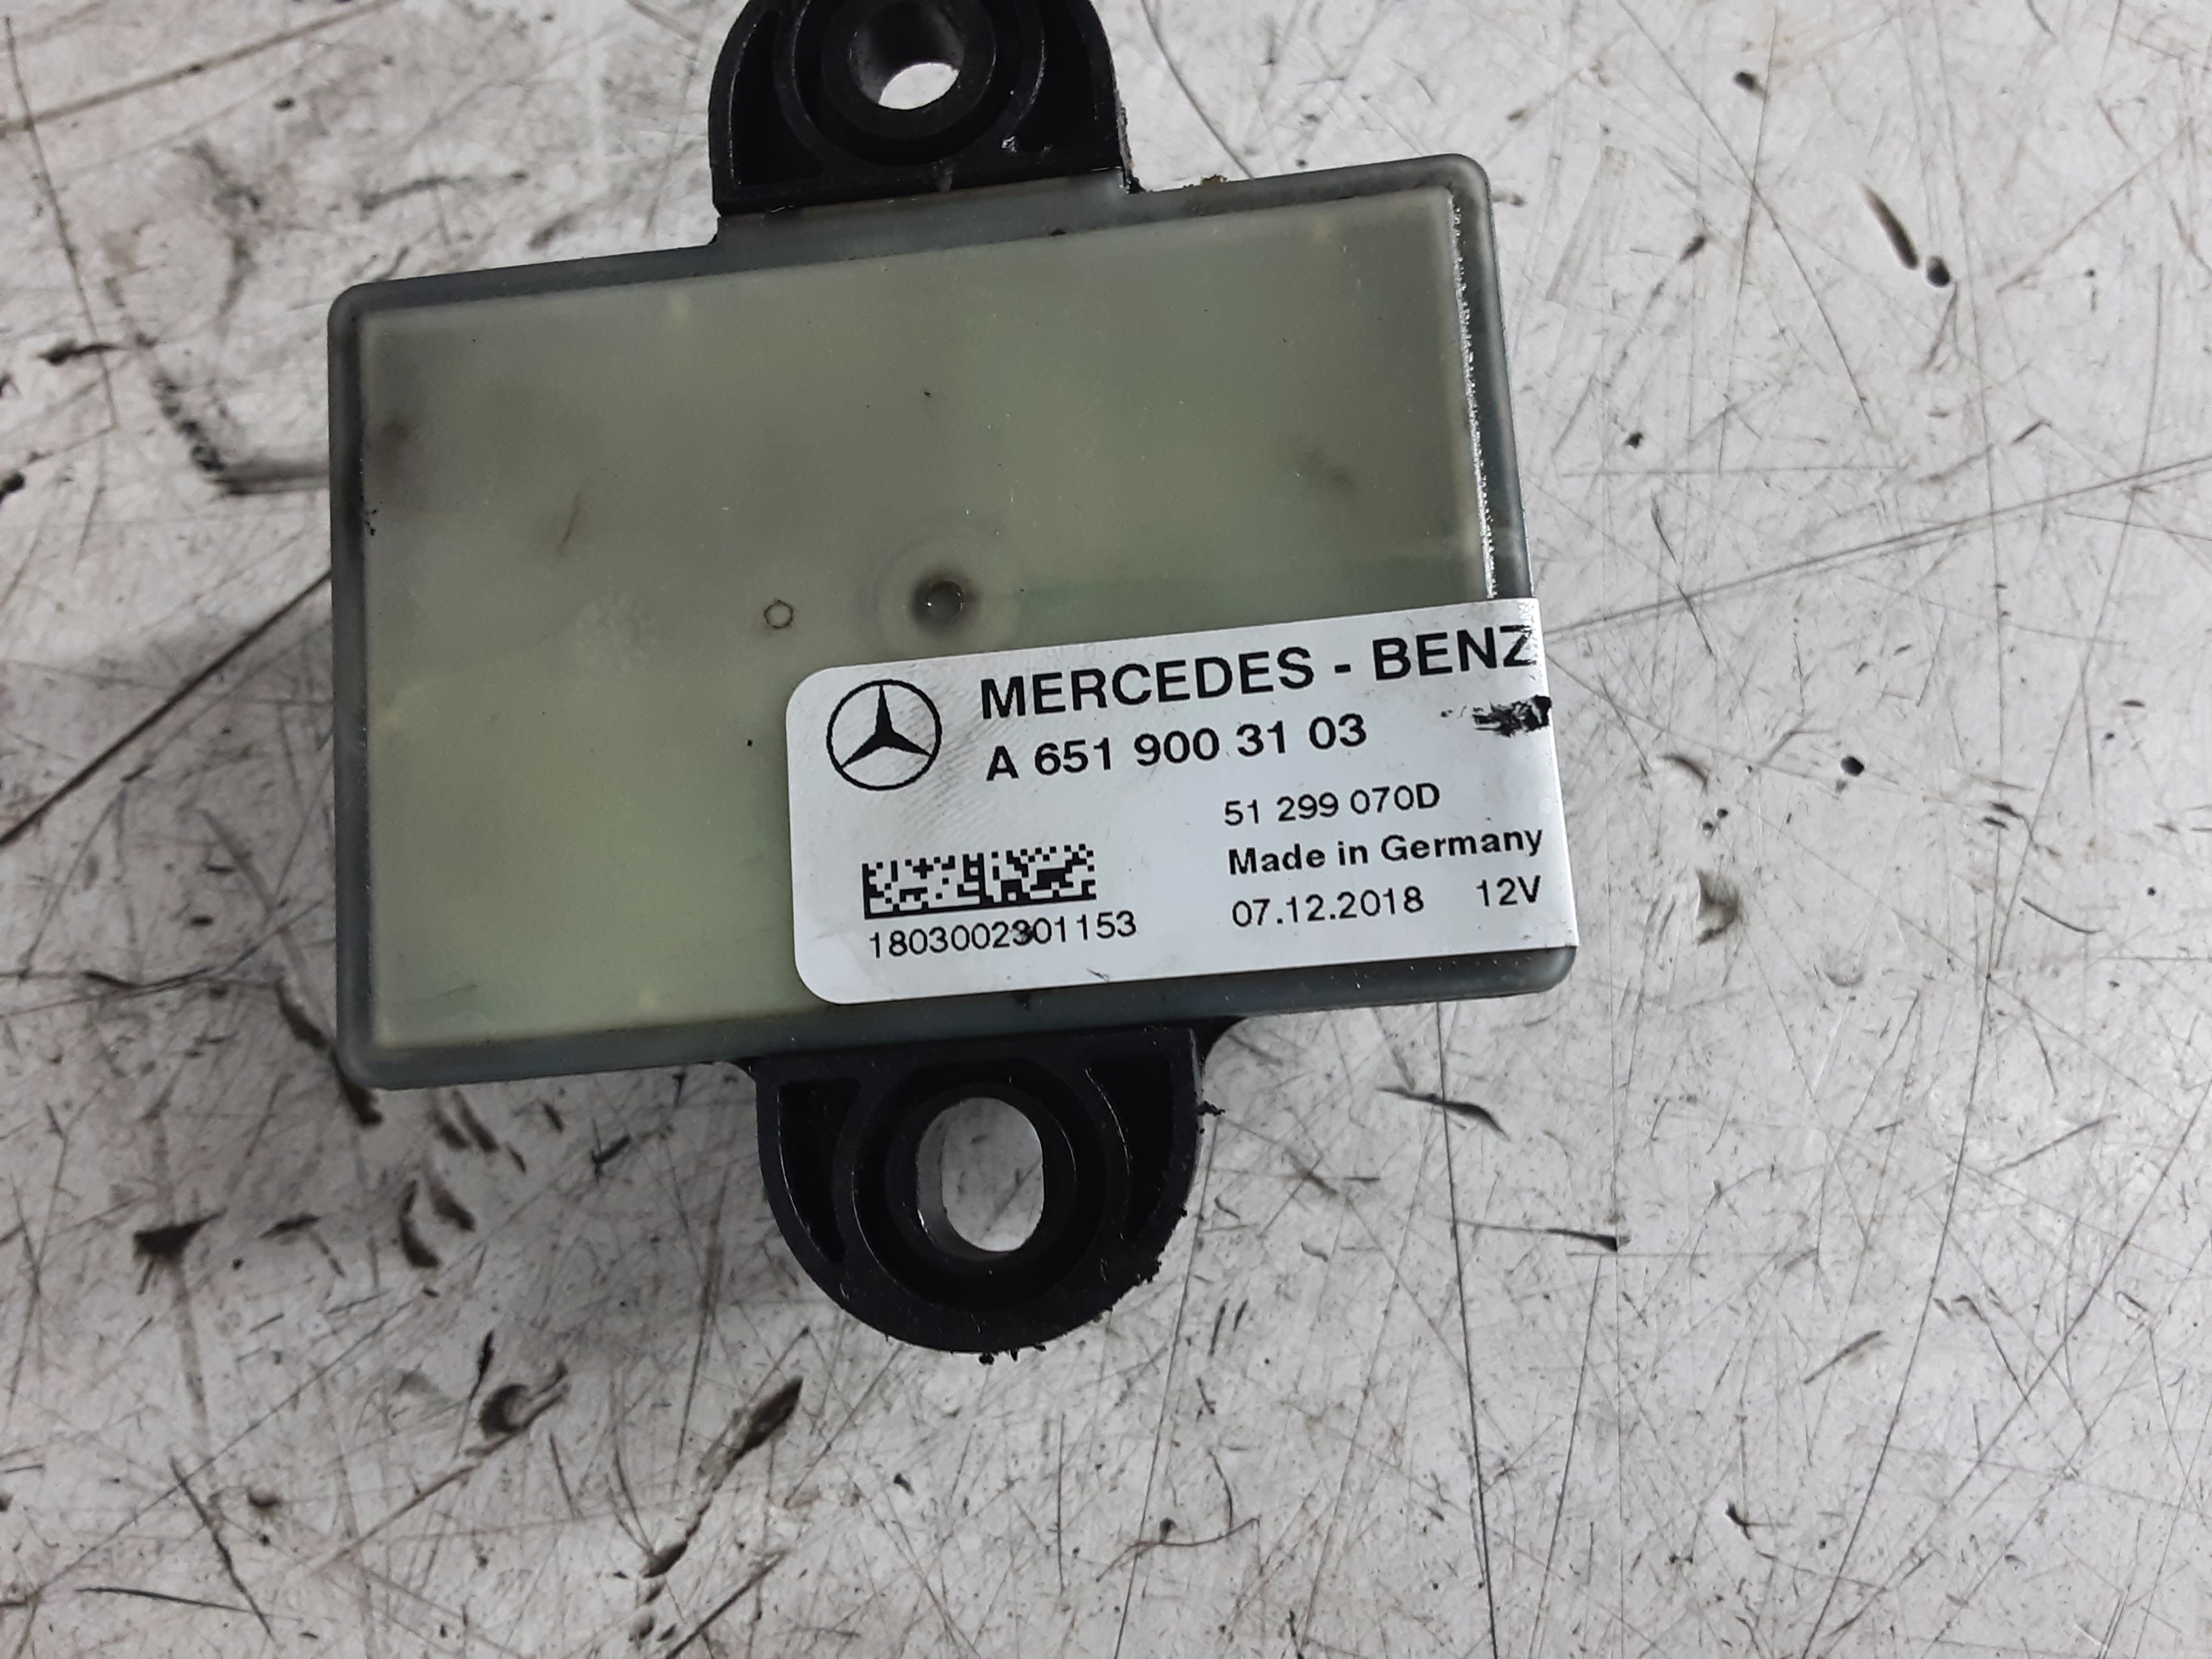 MERCEDES - BENZ
A 651 900 31 03
51 299 070D
Made in Germany
07.12.2018 12V
1803002301153